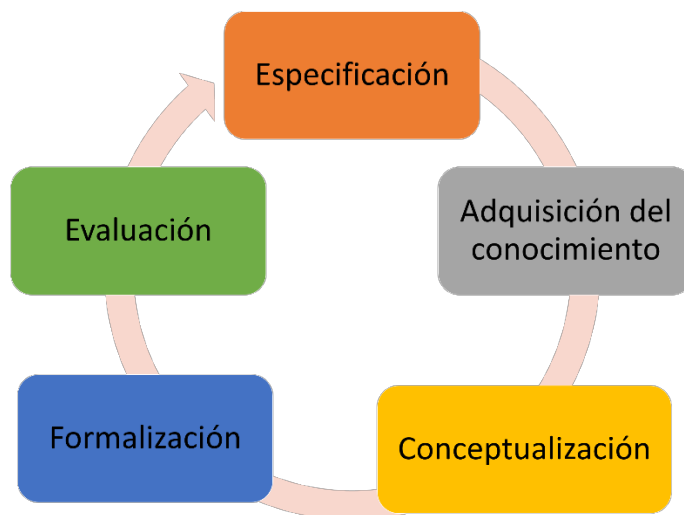 Especificación
Adquisición del
conocimiento
Conceptualización
Formalización
Evaluación